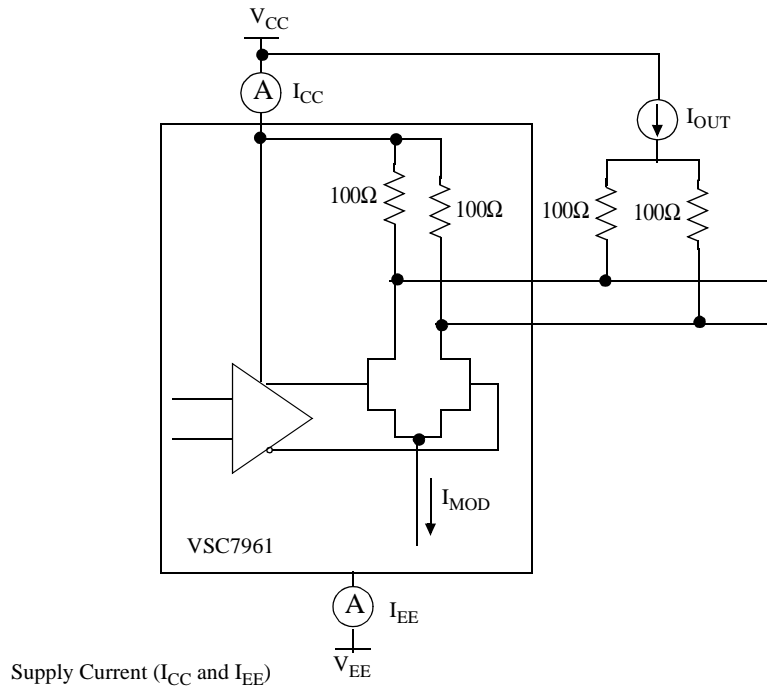 V_CC
A I_CC
I_OUT
100Ω 100Ω 100Ω 100Ω
I_MOD
VSC7961
A I_EE
V_EE
Supply Current (I_CC and I_EE)